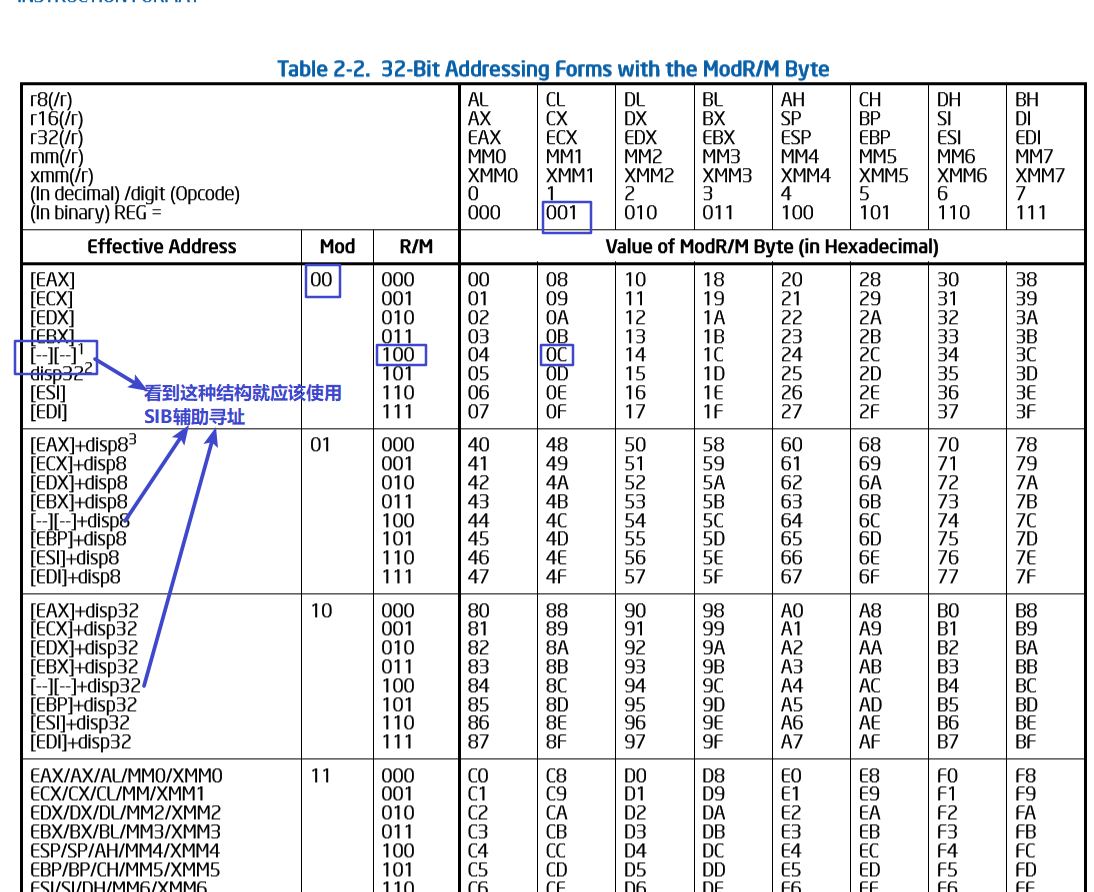 Table 2-2. 32-Bit Addressing Forms with the ModR/M Byte
r8(/r) AL CL DL BL AH CH DH BH
r16(/r) AX CX DX BX SP BP SI DI
r32(/r) EAX ECX EDX EBX ESP EBP ESI EDI
mm(/r) MM0 MM1 MM2 MM3 MM4 MM5 MM6 MM7
xmm(/r) XMM0 XMM1 XMM2 XMM3 XMM4 XMM5 XMM6 XMM7
(In decimal) /digit (Opcode) 0 1 2 3 4 5 6 7
(In binary) REG = 000 001 010 011 100 101 110 111
Effective Address Mod R/M Value of ModR/M Byte (in Hexadecimal)
[EAX] 00 000 00 08 10 18 20 28 30 38
[ECX] 001 01 09 11 19 21 29 31 39
[EDX] 010 02 0A 12 1A 22 2A 32 3A
[EBX] 011 03 0B 13 1B 23 2B 33 3B
[--][--]1 100 04 0C 14 1C 24 2C 34 3C
disp322 101 05 0D 15 1D 25 2D 35 3D
[ESI] 110 06 0E 16 1E 26 2E 36 3E
[EDI] 111 07 0F 17 1F 27 2F 37 3F
看到这种结构就应该使用
SIB辅助寻址
[EAX]+disp83 01 000 40 48 50 58 60 68 70 78
[ECX]+disp8 001 41 49 51 59 61 69 71 79
[EDX]+disp8 010 42 4A 52 5A 62 6A 72 7A
[EBX]+disp8 011 43 4B 53 5B 63 6B 73 7B
[--][--]+disp8 100 44 4C 54 5C 64 6C 74 7C
[EBP]+disp8 101 45 4D 55 5D 65 6D 75 7D
[ESI]+disp8 110 46 4E 56 5E 66 6E 76 7E
[EDI]+disp8 111 47 4F 57 5F 67 6F 77 7F
[EAX]+disp32 10 000 80 88 90 98 A0 A8 B0 B8
[ECX]+disp32 001 81 89 91 99 A1 A9 B1 B9
[EDX]+disp32 010 82 8A 92 9A A2 AA B2 BA
[EBX]+disp32 011 83 8B 93 9B A3 AB B3 BB
[--][--]+disp32 100 84 8C 94 9C A4 AC B4 BC
[EBP]+disp32 101 85 8D 95 9D A5 AD B5 BD
[ESI]+disp32 110 86 8E 96 9E A6 AE B6 BE
[EDI]+disp32 111 87 8F 97 9F A7 AF B7 BF
EAX/AX/AL/MM0/XMM0 11 000 C0 C8 D0 D8 E0 E8 F0 F8
ECX/CX/CL/MM/XMM1 001 C1 C9 D1 D9 E1 E9 F1 F9
EDX/DX/DL/MM2/XMM2 010 C2 CA D2 DA E2 EA F2 FA
EBX/BX/BL/MM3/XMM3 011 C3 CB D3 DB E3 EB F3 FB
ESP/SP/AH/MM4/XMM4 100 C4 CC D4 DC E4 EC F4 FC
EBP/BP/CH/MM5/XMM5 101 C5 CD D5 DD E5 ED F5 FD
ESI/SI/DH/MM6/XMM6 110 C6 CE D6 DE E6 EE F6 FE